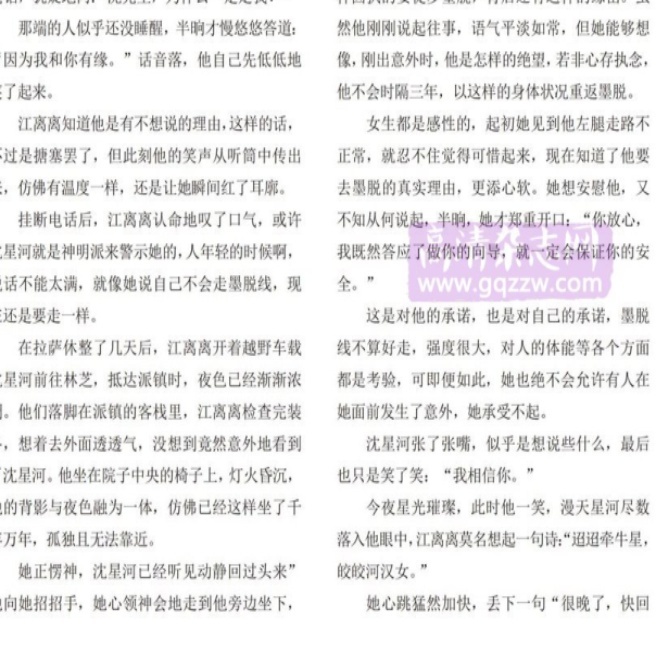 那端的人似乎还没睡醒，半晌才慢悠悠答道：
因为我和你有缘。”话音落，他自己先低低地
了起来。
江离离知道他是有不想说的理由，这样的话，
过是搪塞罢了，但此刻他的笑声从听筒中传出
，仿佛有温度一样，还是让她瞬间红了耳廓。
挂断电话后，江离离认命地叹了口气，或许
星河就是神明派来警示她的，人年轻的时候啊，
话不能太满，就像她说自己不会走墨脱线，现
还是要走一样。
在拉萨休整了几天后，江离离开着越野车载
星河前往林芝，抵达派镇时，夜色已经渐渐浓
。他们落脚在派镇的客栈里，江离离检查完装
，想着去外面透透气，没想到竟然意外地看到
沈星河。他坐在院子中央的椅子上，灯火昏沉，
的背影与夜色融为一体，仿佛已经这样坐了千
万年，孤独且无法靠近。
她正愣神，沈星河已经听见动静回过头来”
向她招招手，她心领神会地走到他旁边坐下，
然他刚刚说起往事，语气平淡如常，但她能够想
像，刚出意外时，他是怎样的绝望，若非心存执念，
他不会时隔三年，以这样的身体状况重返墨脱。
女生都是感性的，起初她见到他左腿走路不
正常，就忍不住觉得可惜起来，现在知道了他要
去墨脱的真实理由，更添心软。她想安慰他，又
不知从何说起，半晌，她才郑重开口：“你放心，
我既然答应了做你的向导，就一定会保证你的安
全。”
高清杂志网
www.gqzzw.com
这是对他的承诺，也是对自己的承诺，墨脱
线不算好走，强度很大，对人的体能等各个方面
都是考验，可即便如此，她也绝不会允许有人在
她面前发生了意外，她承受不起。
沈星河张了张嘴，似乎是想说些什么，最后
也只是笑了笑：“我相信你。”
今夜星光璀璨，此时他一笑，漫天星河尽数
落入他眼中，江离离莫名想起一句诗：“迢迢牵牛星，
皎皎河汉女。”
她心跳猛然加快，丢下一句“很晚了，快回